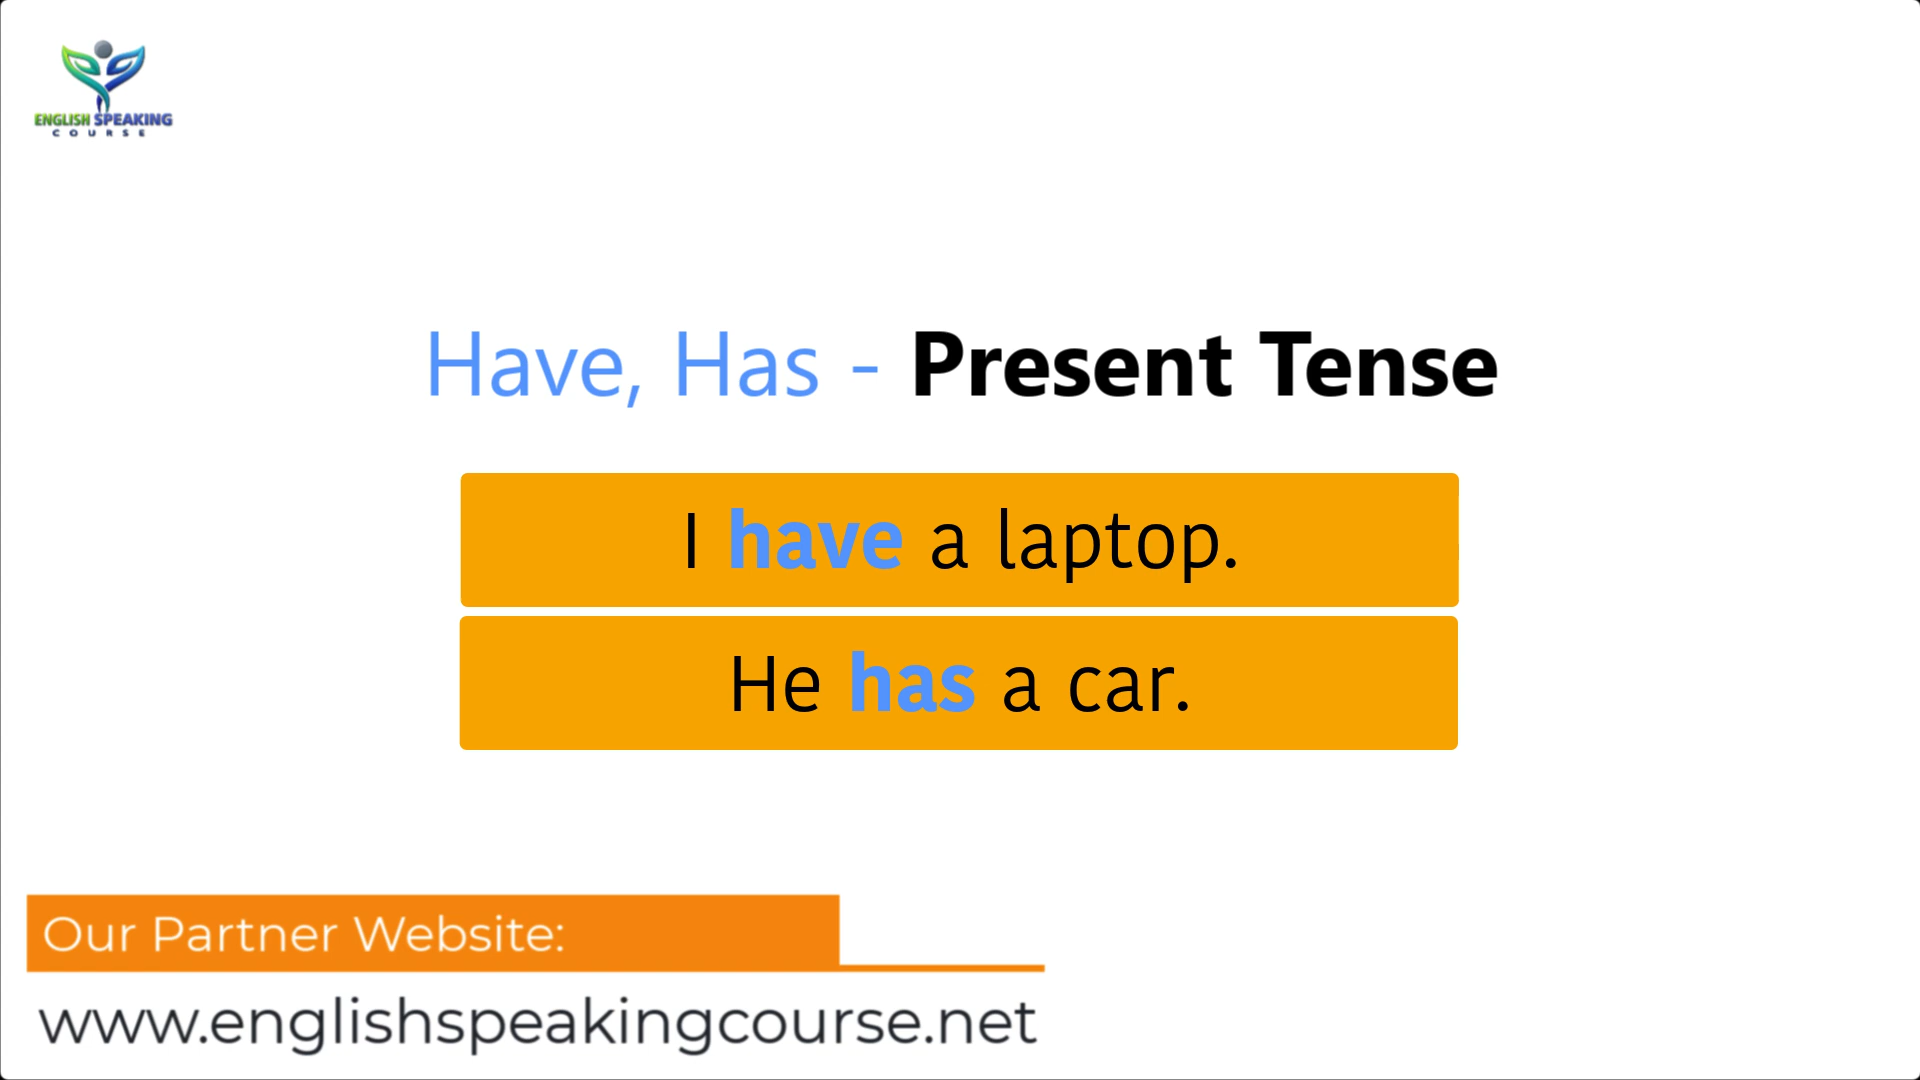 ENGLISH SPEAKING
COURSE
Have, Has - Present Tense
I have a laptop.
He has a car.
Our Partner Website:
www.englishspeakingcourse.net